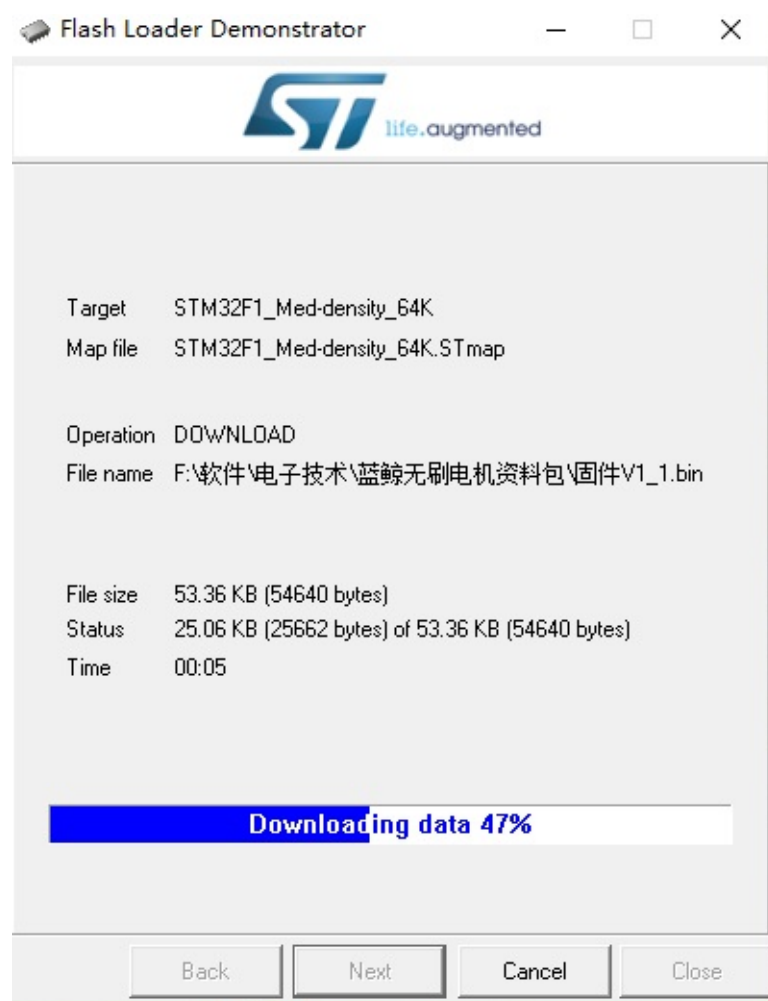 Flash Loader Demonstrator
ST life.augmented
Target STM32F1_Med-density_64K
Map file STM32F1_Med-density_64K.STmap
Operation DOWNLOAD
File name F:\软件\电子技术\蓝鲸无刷电机资料包\固件V1_1.bin
File size 53.36 KB (54640 bytes)
Status 25.06 KB (25662 bytes) of 53.36 KB (54640 bytes)
Time 00:05
Downloading data 47%
Back Next Cancel Close